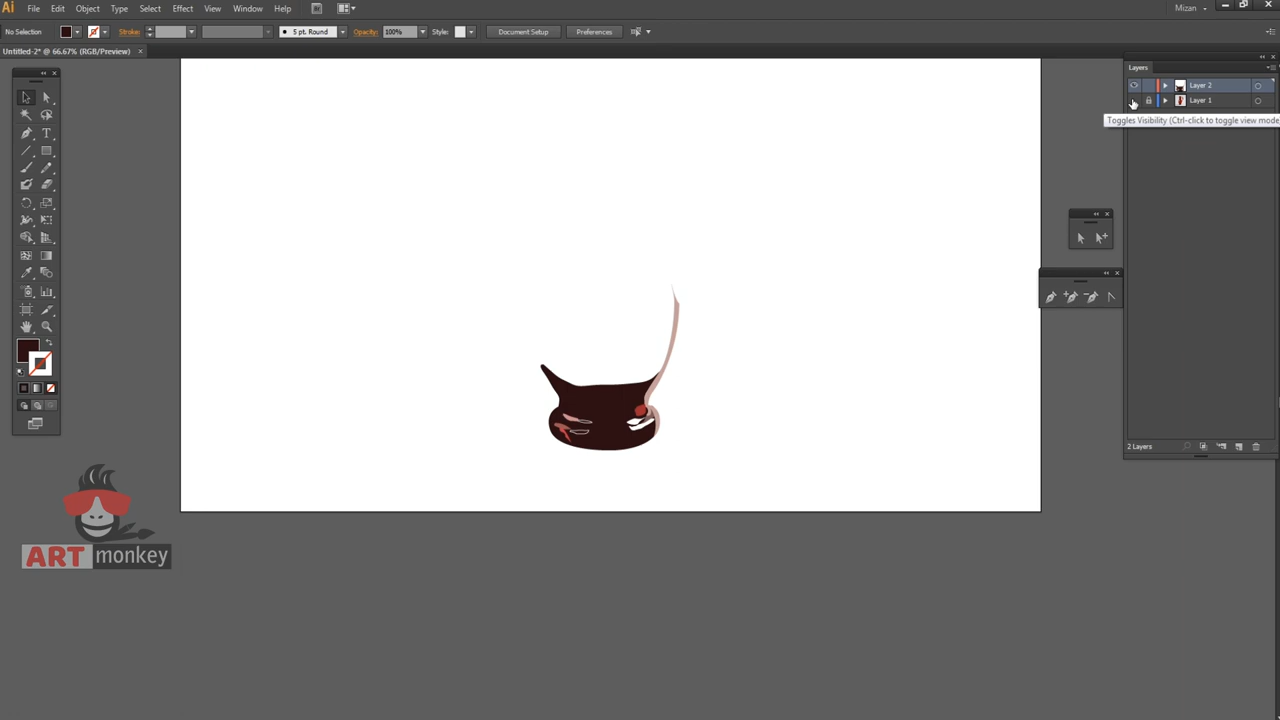 Ai File Edit Object Type Select Effect View Window Help Br Mizan
No Selection Stroke: 5 pt. Round Opacity: 100% Style: Document Setup Preferences
Untitled-2* @ 66.67% (RGB/Preview) ×
Layers
Layer 2
Layer 1
Toggles Visibility (Ctrl-click to toggle view mode
2 Layers
ART monkey